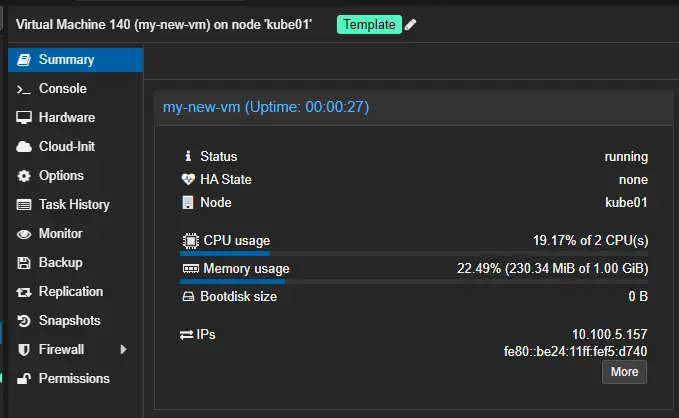 Virtual Machine 140 (my-new-vm) on node 'kube01' Template
Summary
Console
Hardware
Cloud-Init
Options
Task History
Monitor
Backup
Replication
Snapshots
Firewall
Permissions
my-new-vm (Uptime: 00:00:27)
Status running
HA State none
Node kube01
CPU usage 19.17% of 2 CPU(s)
Memory usage 22.49% (230.34 MiB of 1.00 GiB)
Bootdisk size 0 B
IPs 10.100.5.157
fe80::be24:11ff:fef5:d740
More